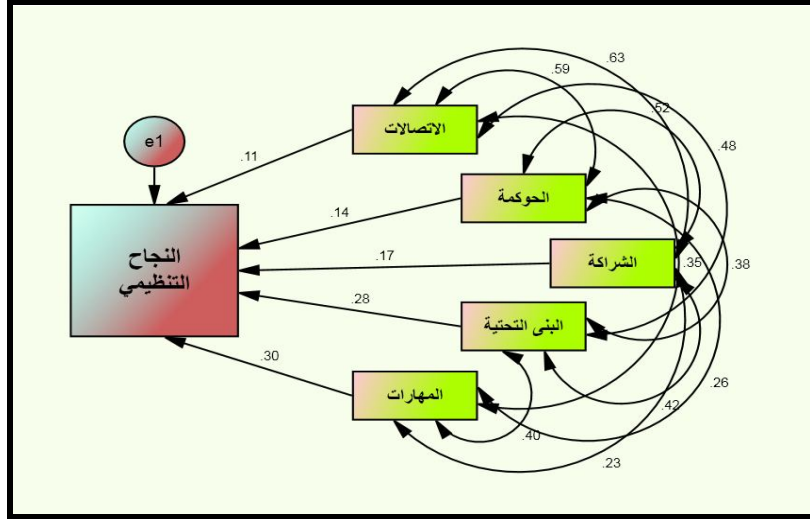 .63
.59
.52
الاتصالات
.48
e1
.11
الحوكمة
.14
النجاح
التنظيمي
.17
الشراكة
.35
.38
.28
البنى التحتية
.30
المهارات
.26
.42
.40
.23